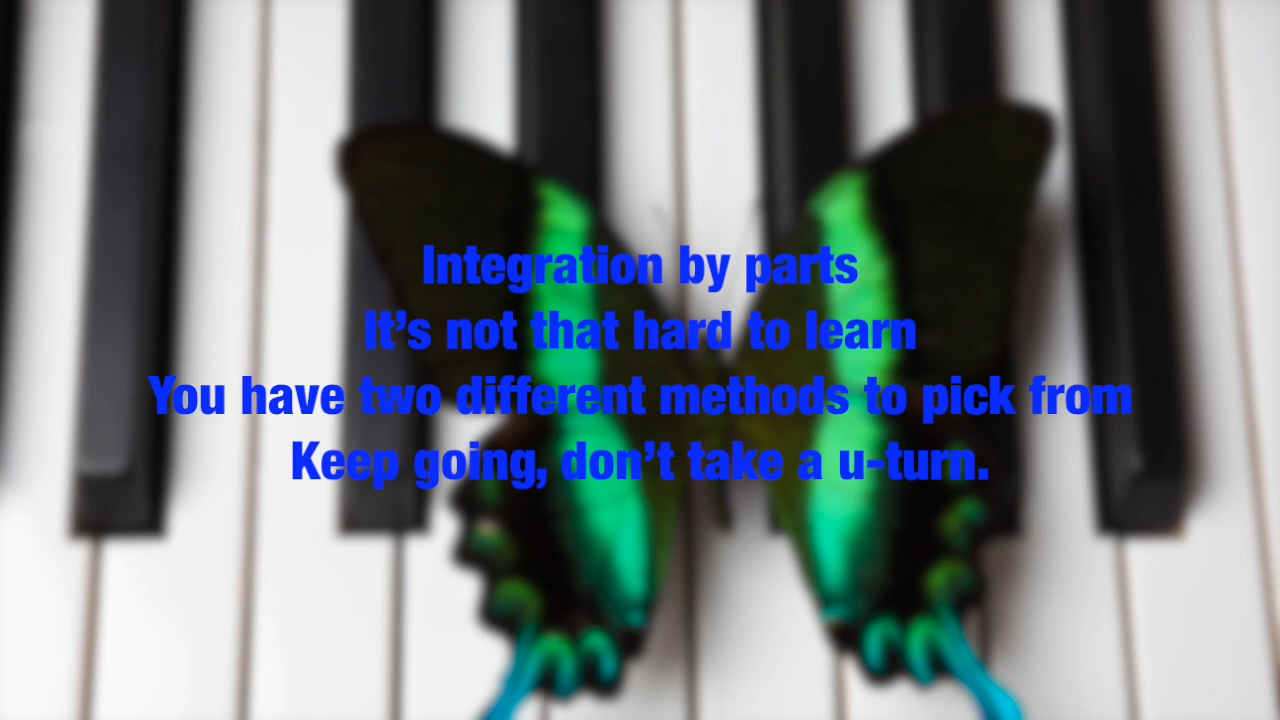 Integration by parts
It’s not that hard to learn
You have two different methods to pick from
Keep going, don’t take a u-turn.